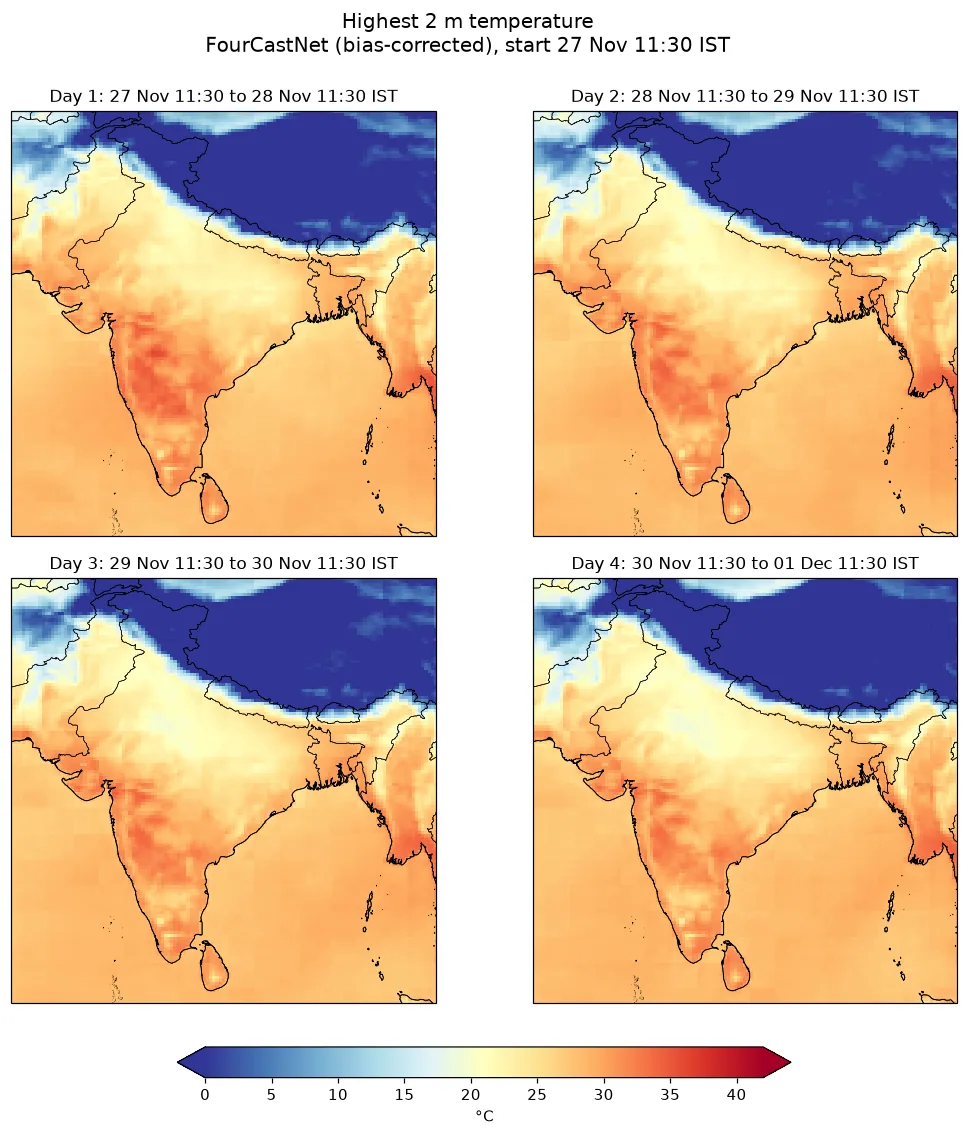 Highest 2 m temperature
FourCastNet (bias-corrected), start 27 Nov 11:30 IST
Day 1: 27 Nov 11:30 to 28 Nov 11:30 IST
Day 2: 28 Nov 11:30 to 29 Nov 11:30 IST
Day 3: 29 Nov 11:30 to 30 Nov 11:30 IST
Day 4: 30 Nov 11:30 to 01 Dec 11:30 IST
0 5 10 15 20 25 30 35 40
°C